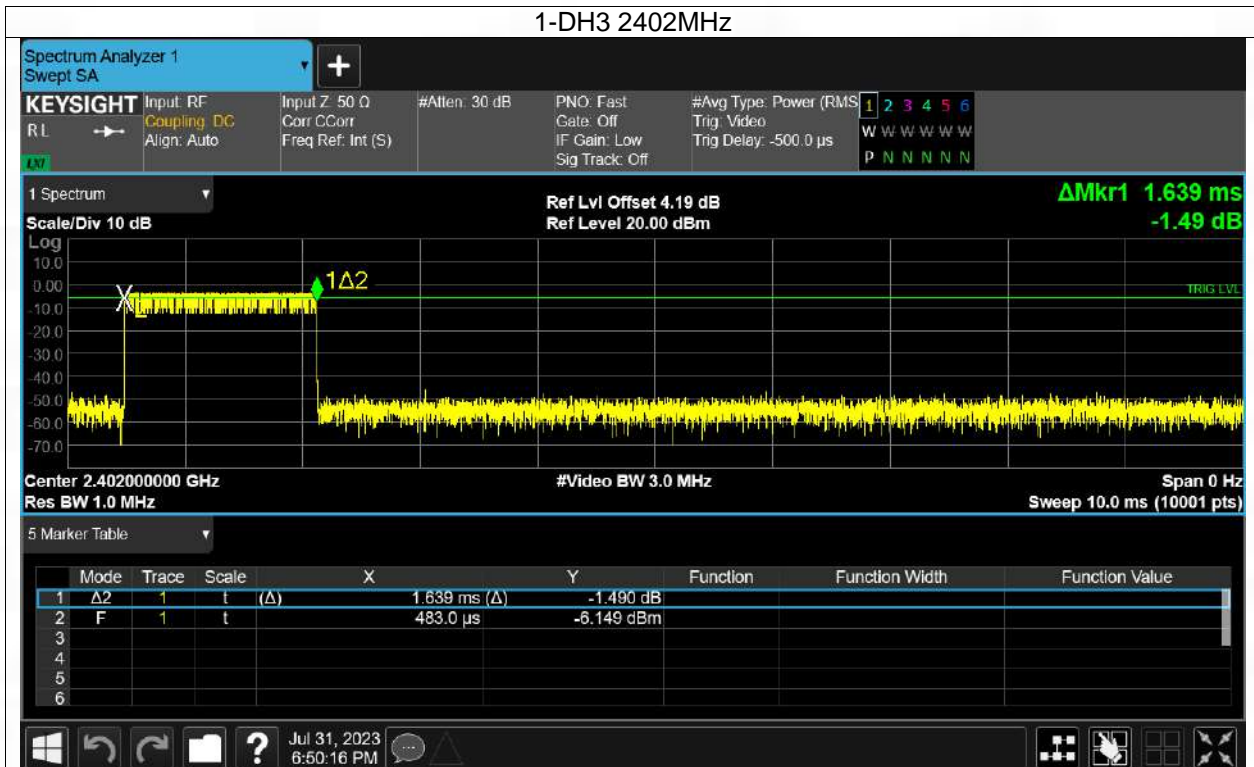 1-DH3 2402MHz
Spectrum Analyzer 1
Swept SA
KEYSIGHT
RL
LXI
Input: RF
Coupling: DC
Align: Auto
Input Z: 50 Ω
Corr CCorr
Freq Ref: Int (S)
#Atten: 30 dB
PNO: Fast
Gate: Off
IF Gain: Low
Sig Track: Off
#Avg Type: Power (RMS
Trig: Video
Trig Delay: -500.0 µs
1 2 3 4 5 6
W W W W W W
P N N N N N
1 Spectrum
Scale/Div 10 dB
Ref Lvl Offset 4.19 dB
Ref Level 20.00 dBm
ΔMkr1 1.639 ms
-1.49 dB
Log
10.0
0.00
-10.0
-20.0
-30.0
-40.0
-50.0
-60.0
-70.0
X
1Δ2
TRIG LVL
Center 2.402000000 GHz
#Video BW 3.0 MHz
Span 0 Hz
Res BW 1.0 MHz
Sweep 10.0 ms (10001 pts)
5 Marker Table
Mode Trace Scale X Y Function Function Width Function Value
1 Δ2 1 t (Δ) 1.639 ms (Δ) -1.490 dB
2 F 1 t 483.0 µs -6.149 dBm
3
4
5
6
?
Jul 31, 2023
6:50:16 PM